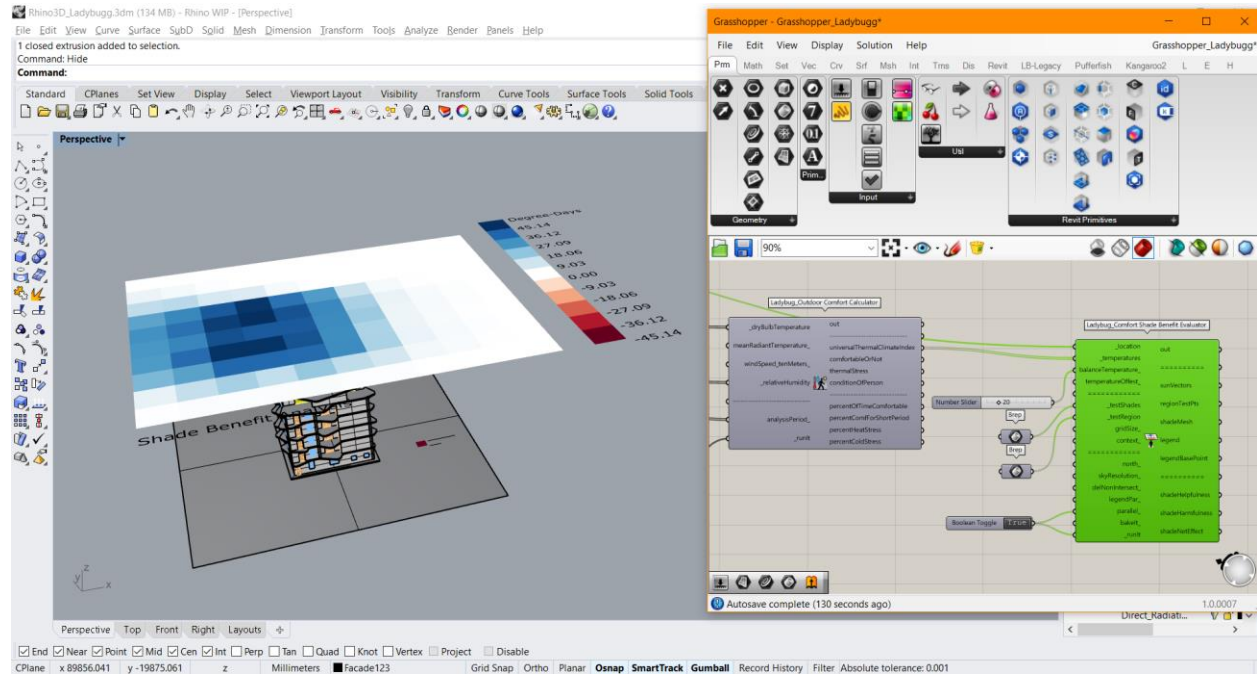 Rhino3D_Ladybugg.3dm (134 MB) - Rhino WIP - [Perspective]
File Edit View Curve Surface SubD Solid Mesh Dimension Transform Tools Analyze Render Panels Help
1 closed extrusion added to selection.
Command: Hide
Command:
Standard CPlanes Set View Display Select Viewport Layout Visibility Transform Curve Tools Surface Tools Solid Tools
Perspective
Degree-Days
45.14
36.12
27.09
18.06
9.03
0.00
-9.03
-18.06
-27.09
-36.12
-45.14
Shade Benefit
z
x
Perspective Top Front Right Layouts
End Near Point Mid Cen Int Perp Tan Quad Knot Vertex Project Disable
CPlane x 89856.041 y -19875.061 z Millimeters Facade123 Grid Snap Ortho Planar Osnap SmartTrack Gumball Record History Filter Absolute tolerance: 0.001
Grasshopper - Grasshopper_Ladybugg*
File Edit View Display Solution Help Grasshopper_Ladybugg*
Prm Math Set Vec Crv Srf Msh Int Trns Dis Revit LB-Legacy Pufferfish Kangaroo2 L E H
Geometry
Prim...
Input
Util
Revit Primitives
90%
Ladybug_Outdoor Comfort Calculator
_dryBulbTemperature
meanRadiantTemperature_
windSpeed_tenMeters_
_relativeHumidity
analysisPeriod_
_runIt
out
universalThermalClimateIndex
comfortableOrNot
thermalStress
conditionOfPerson
percentOfTimeComfortable
percentComfForShortPeriod
percentHeatStress
percentColdStress
Number Slider 20
Brep
Brep
Boolean Toggle True
Ladybug_Comfort Shade Benefit Evaluator
_location
_temperatures
balanceTemperature_
temperatureOffset_
============
_testShades
_testRegion
gridSize_
context_
============
north_
skyResolution_
delNonIntersect_
legendPar_
parallel_
bakeIt_
_runIt
out
==========
sunVectors
regionTestPts
shadeMesh
legend
legendBasePoint
==========
shadeHelpfulness
shadeHarmfulness
shadeNetEffect
Autosave complete (130 seconds ago) 1.0.0007
Direct_Radiati...